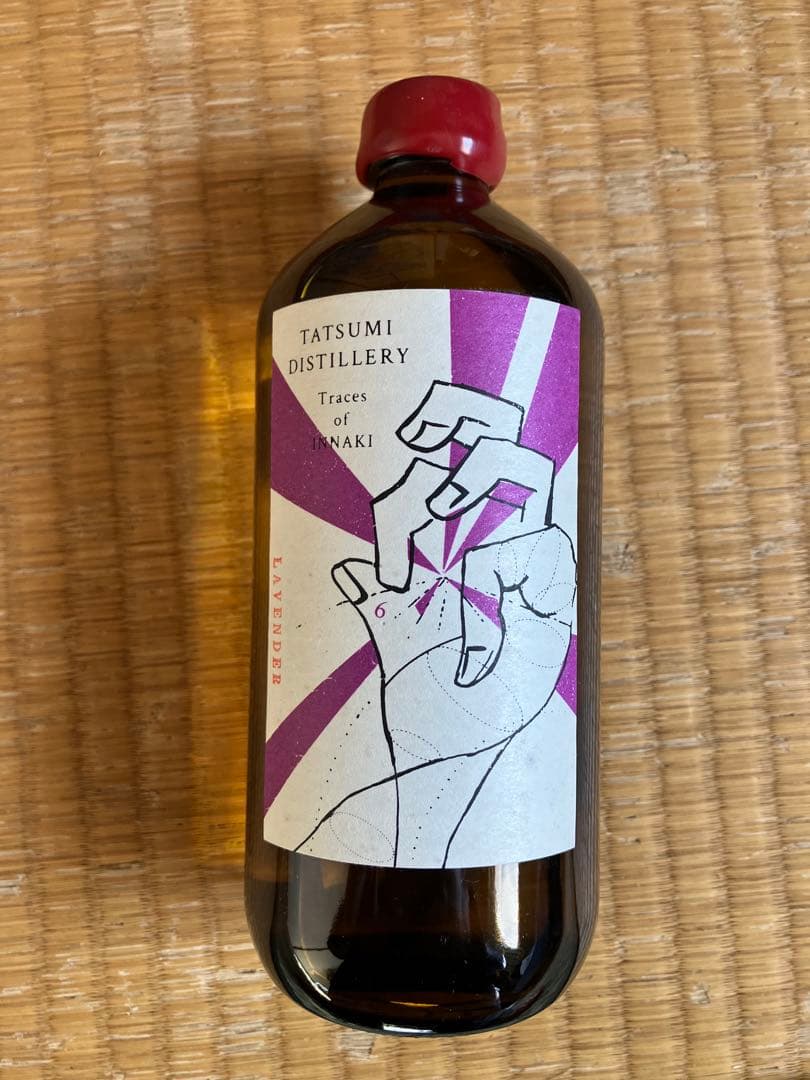 TATSUMI
DISTILLERY
Traces
of
INNAKI
LAVENDER
6